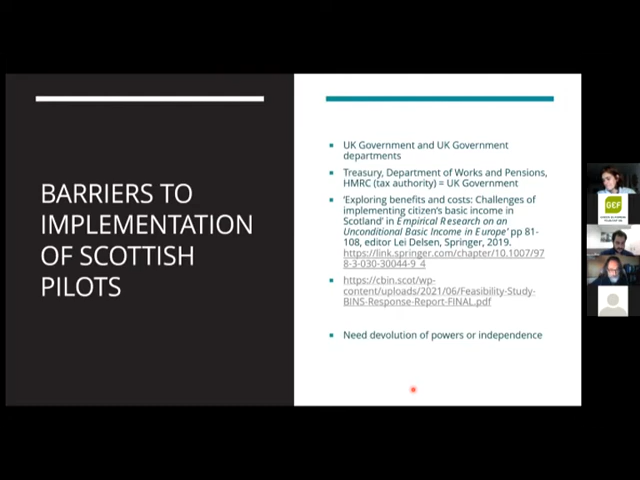 BARRIERS TO
IMPLEMENTATION
OF SCOTTISH
PILOTS
UK Government and UK Government
departments
Treasury, Department of Works and Pensions,
HMRC (tax authority) = UK Government
‘Exploring benefits and costs: Challenges of
implementing citizen’s basic income in
Scotland’ in Empirical Research on an
Unconditional Basic Income in Europe’ pp 81-
108, editor Lei Delsen, Springer, 2019.
https://link.springer.com/chapter/10.1007/97
8-3-030-30044-9_4
https://cbin.scot/wp-
content/uploads/2021/06/Feasibility-Study-
BINS-Response-Report-FINAL.pdf
Need devolution of powers or independence
GEF